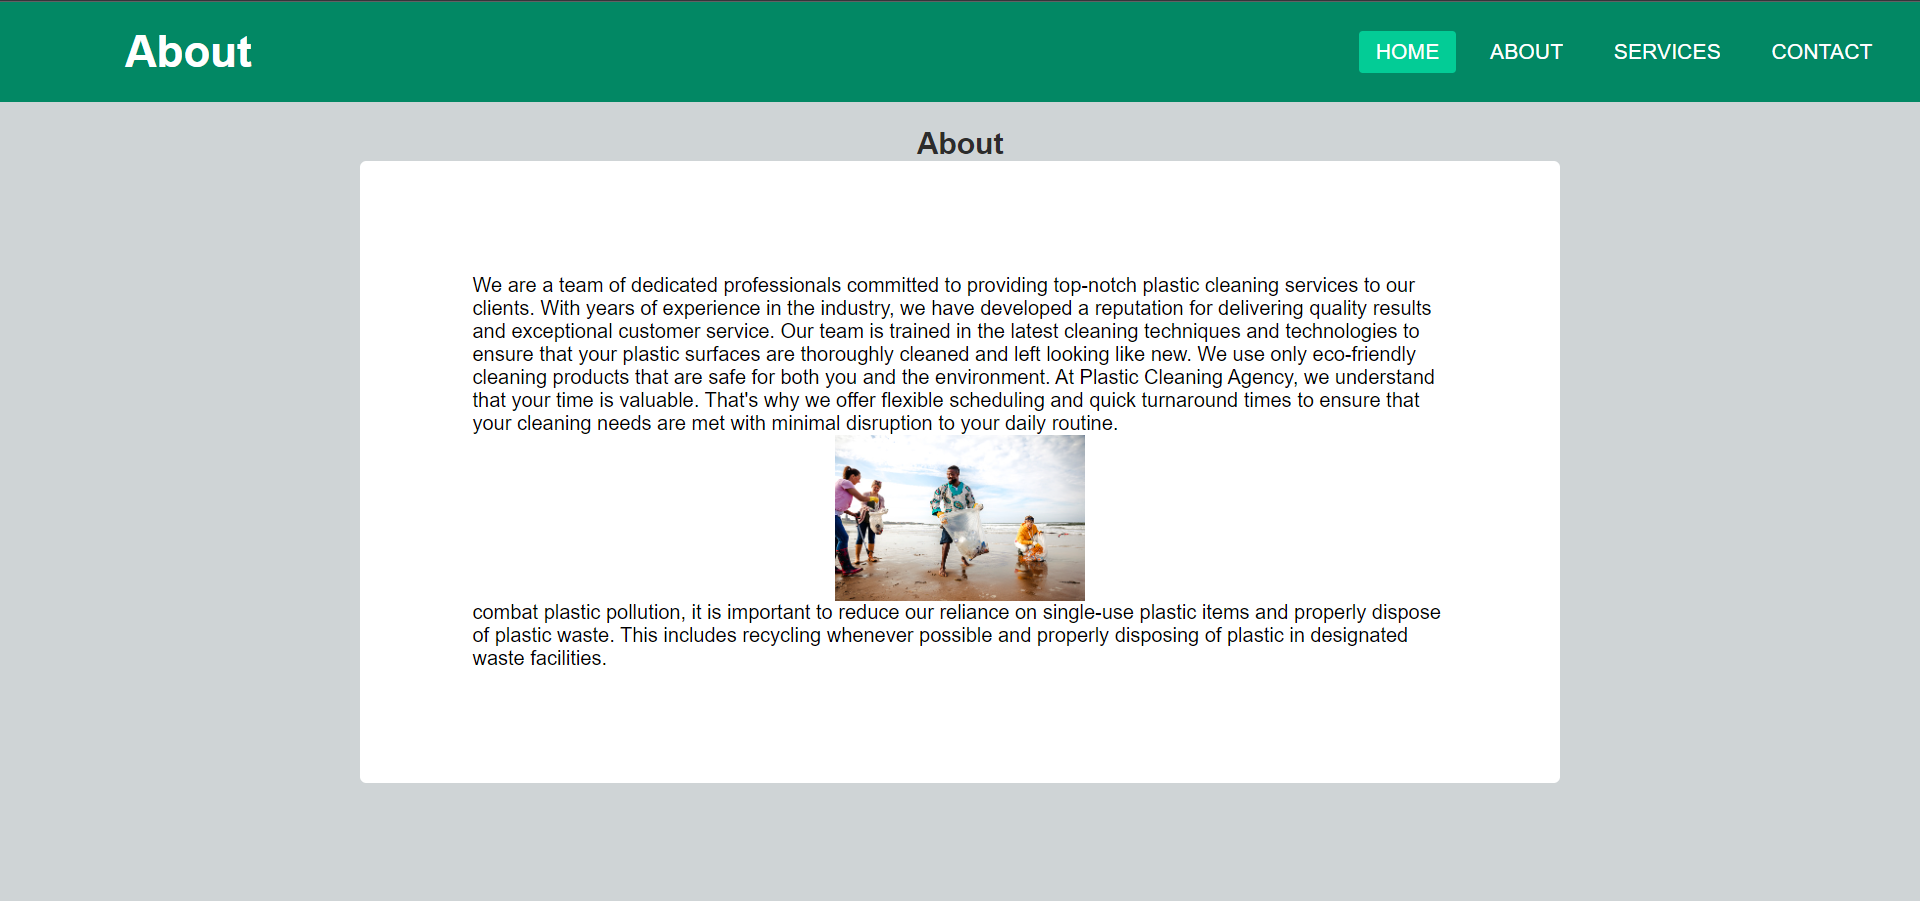 About
HOME ABOUT SERVICES CONTACT
About
We are a team of dedicated professionals committed to providing top-notch plastic cleaning services to our
clients. With years of experience in the industry, we have developed a reputation for delivering quality results
and exceptional customer service. Our team is trained in the latest cleaning techniques and technologies to
ensure that your plastic surfaces are thoroughly cleaned and left looking like new. We use only eco-friendly
cleaning products that are safe for both you and the environment. At Plastic Cleaning Agency, we understand
that your time is valuable. That's why we offer flexible scheduling and quick turnaround times to ensure that
your cleaning needs are met with minimal disruption to your daily routine.
combat plastic pollution, it is important to reduce our reliance on single-use plastic items and properly dispose
of plastic waste. This includes recycling whenever possible and properly disposing of plastic in designated
waste facilities.